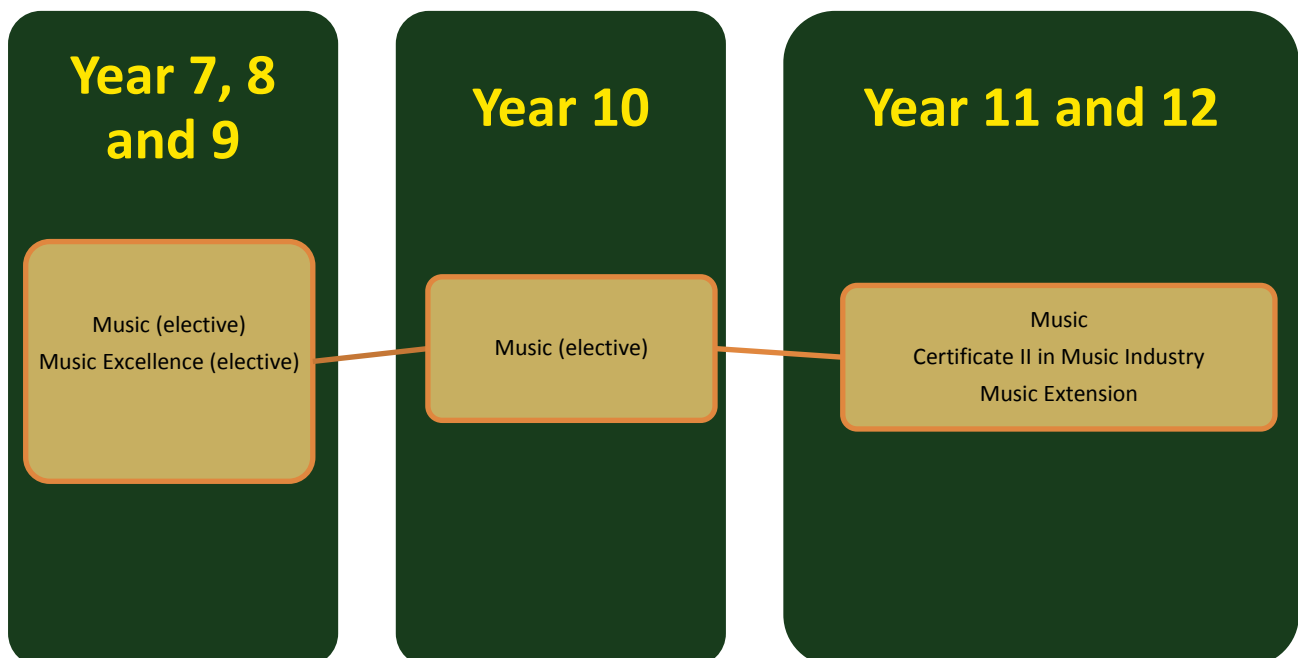 Year 7, 8
and 9
Music (elective)
Music Excellence (elective)
Year 10
Music (elective)
Year 11 and 12
Music
Certificate II in Music Industry
Music Extension